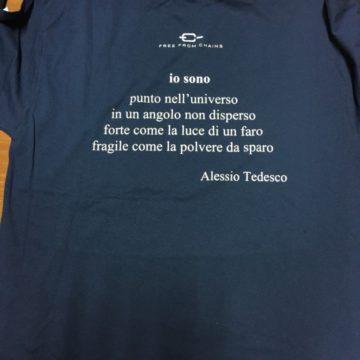 FREE FROM CHAINS
io sono
punto nell'universo
in un angolo non disperso
forte come la luce di un faro
fragile come la polvere da sparo
Alessio Tedesco